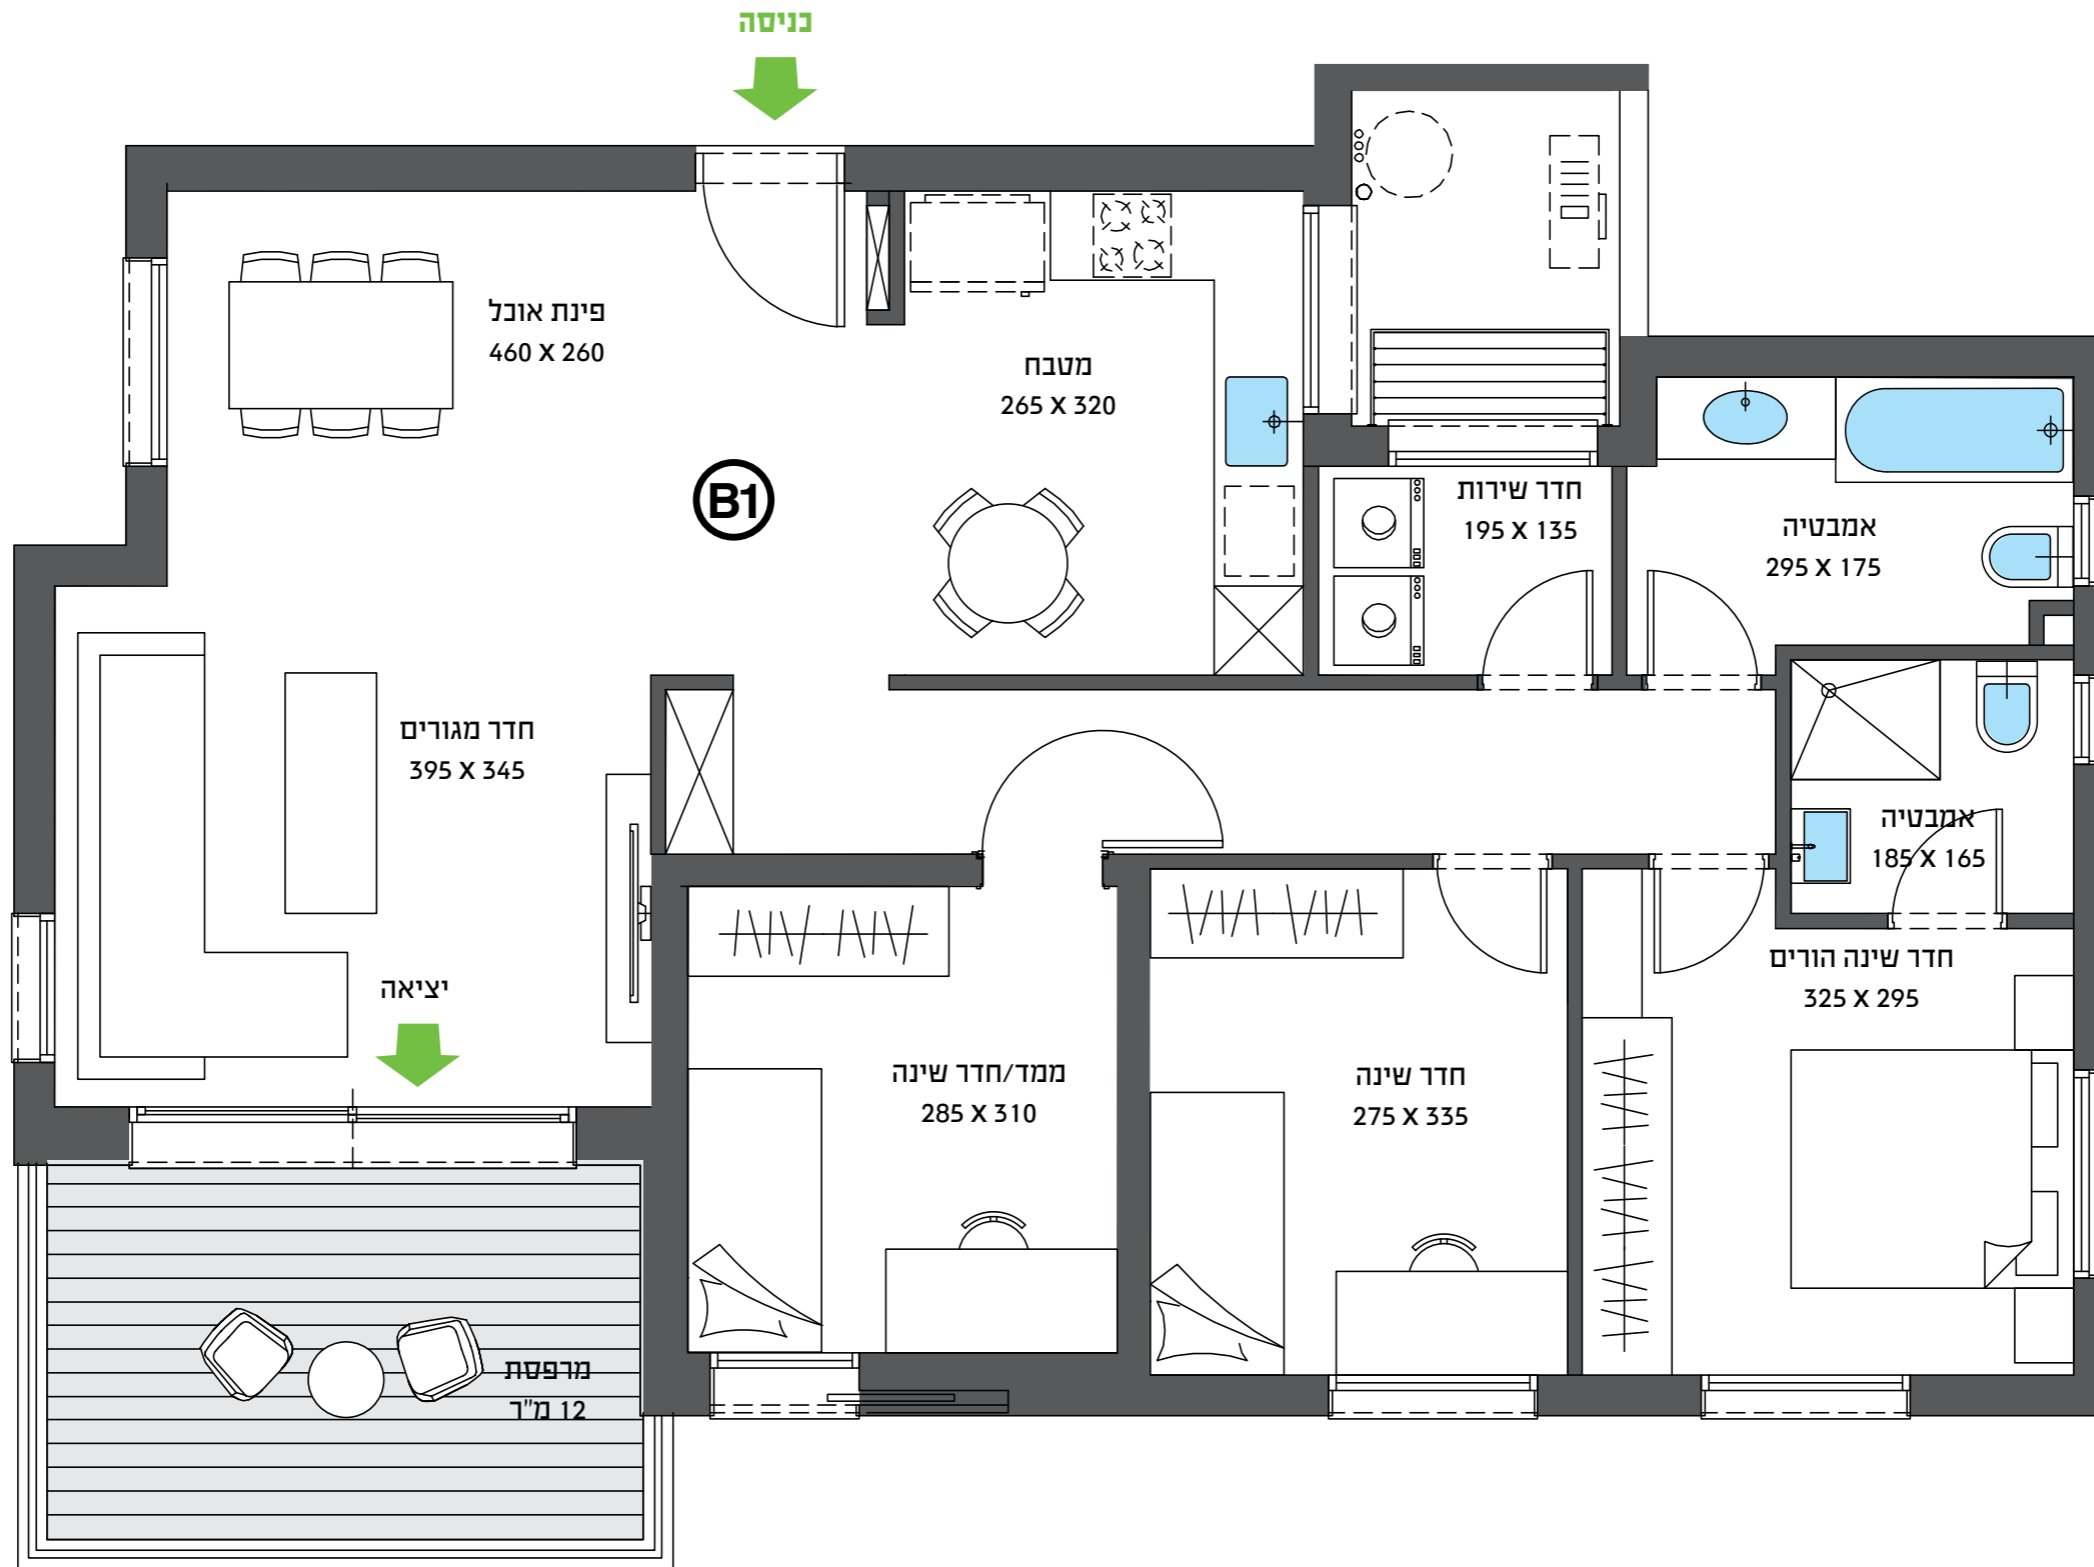 כניסה
פינת אוכל
460 X 260
מטבח
265 X 320
B1
חדר שירות
195 X 135
אמבטיה
295 X 175
חדר מגורים
395 X 345
אמבטיה
185 X 165
חדר שינה הורים
325 X 295
יציאה
ממד/חדר שינה
285 X 310
חדר שינה
275 X 335
מרפסת
12 מ"ר